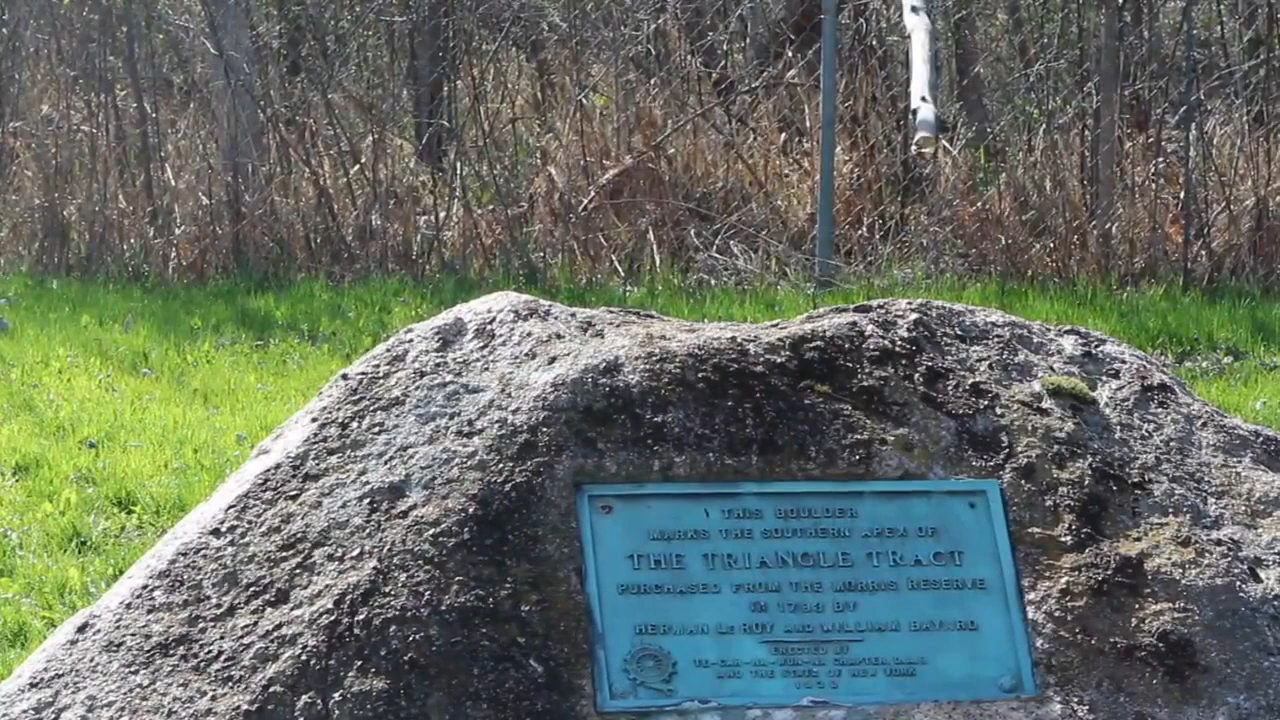 THIS BOULDER
MARKS THE SOUTHERN APEX OF
THE TRIANGLE TRACT
PURCHASED FROM THE MORRIS RESERVE
IN 1793 BY
HERMAN LE ROY AND WILLIAM BAYARD
ERECTED BY
CHAPTER, D.A.R.
AND THE STATE OF NEW YORK